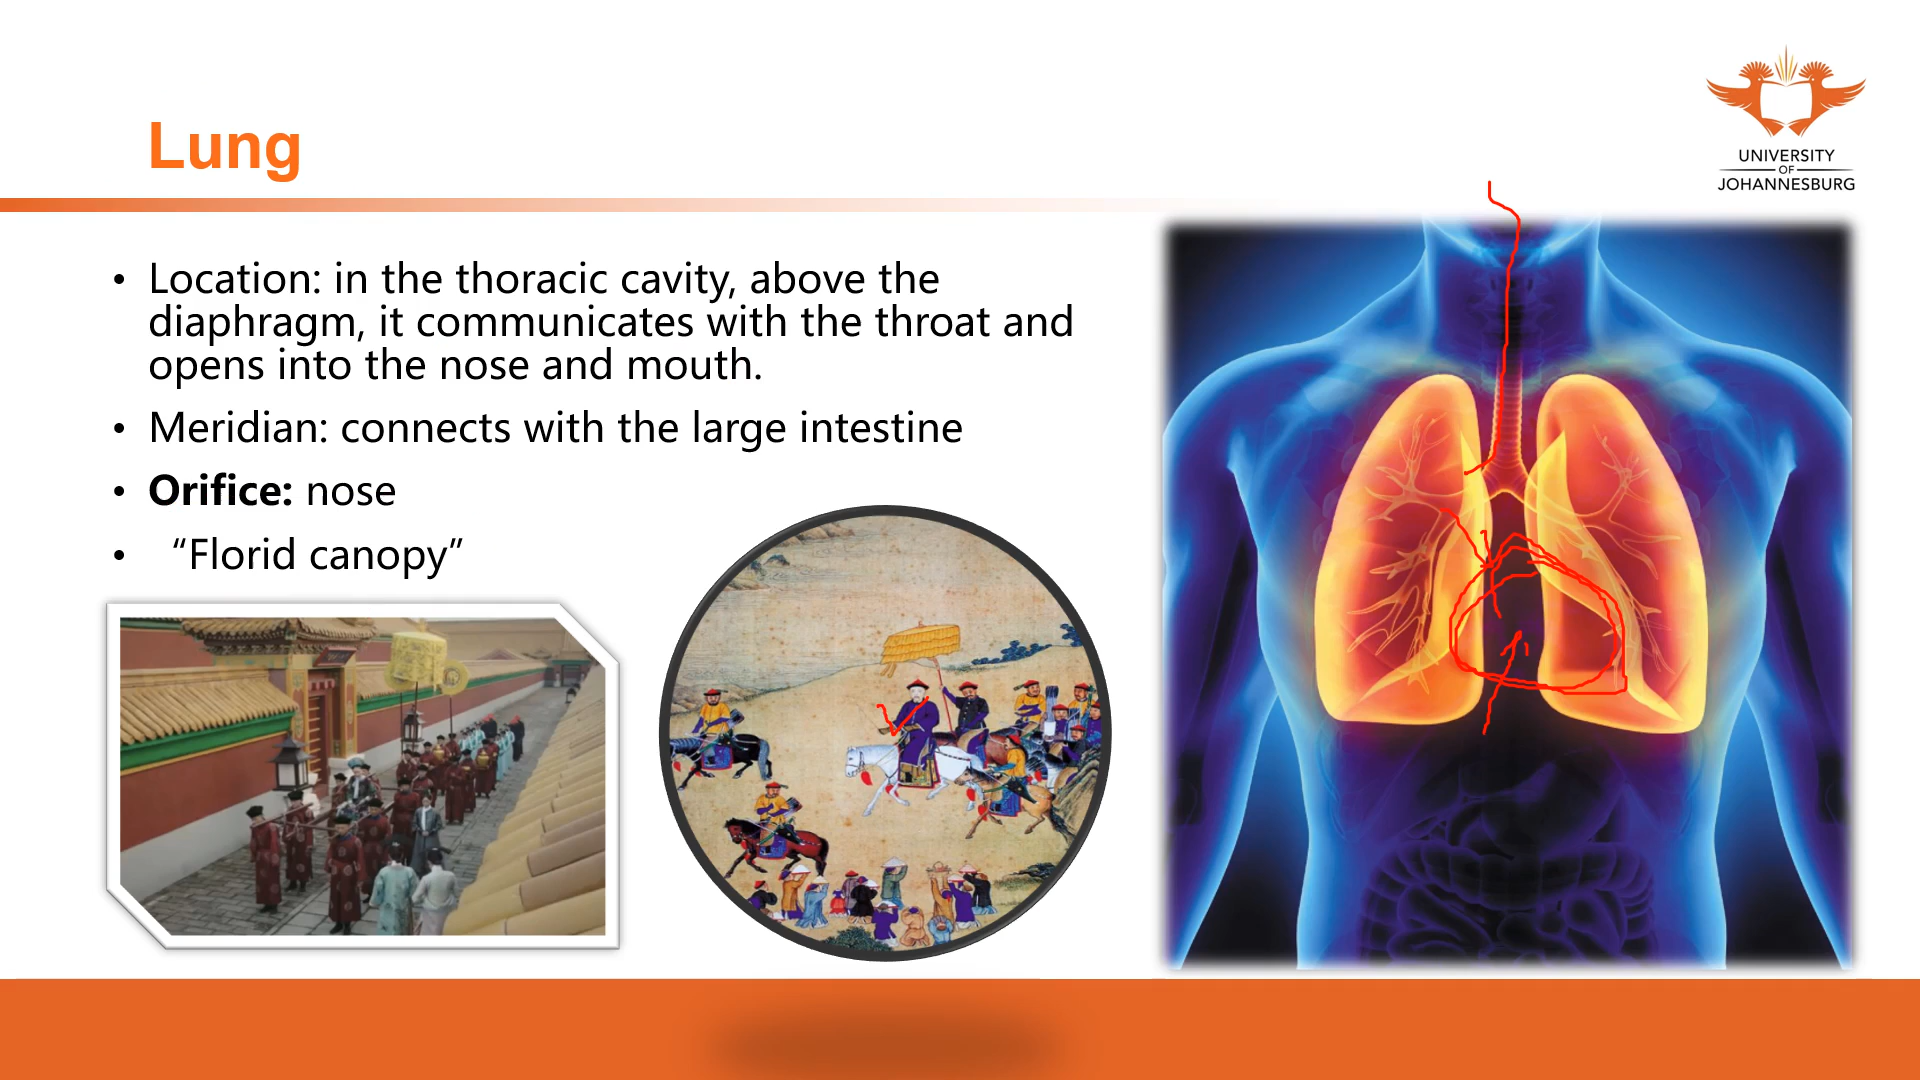 Lung
UNIVERSITY
OF
JOHANNESBURG
• Location: in the thoracic cavity, above the
diaphragm, it communicates with the throat and
opens into the nose and mouth.
• Meridian: connects with the large intestine
• Orifice: nose
• “Florid canopy”